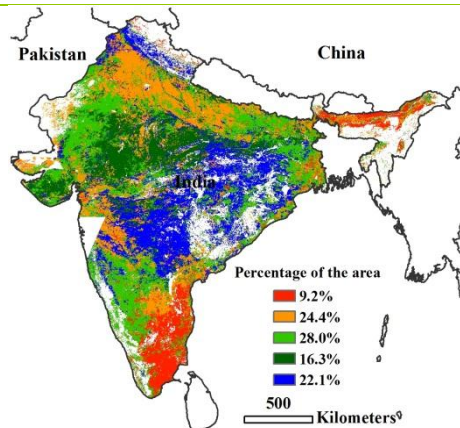 Pakistan
China
India
Percentage of the area
9.2%
24.4%
28.0%
16.3%
22.1%
500
Kilometers